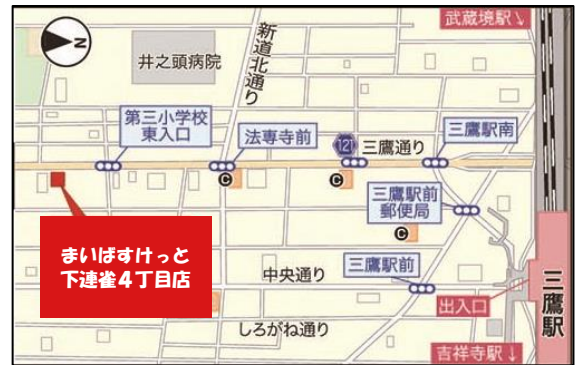 武蔵境駅↘
N
新道北通り
井之頭病院
第三小学校
東入口
法専寺前
121
三鷹通り
三鷹駅南
C
C
三鷹駅前
郵便局
C
まいばすけっと
下連雀4丁目店
中央通り
三鷹駅前
出入口
三鷹駅
しろがね通り
吉祥寺駅↓